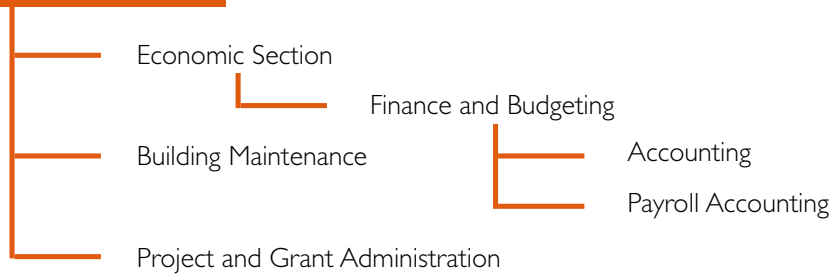 Economic Section
Finance and Budgeting
Building Maintenance
Accounting
Payroll Accounting
Project and Grant Administration